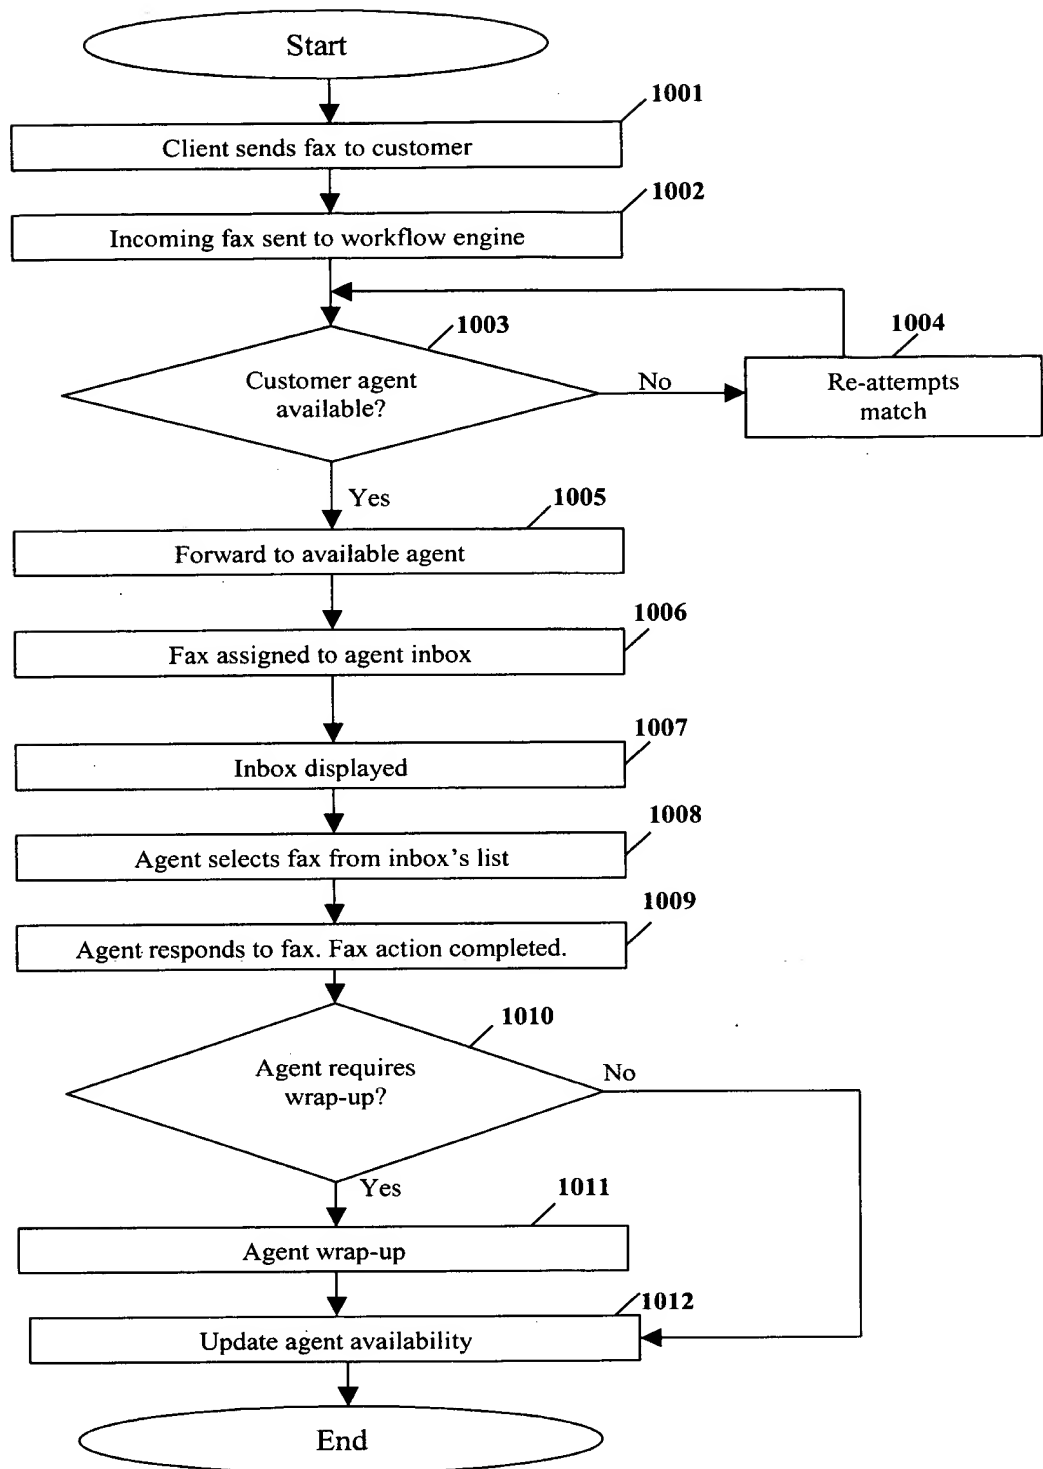 Start
1001
Client sends fax to customer
1002
Incoming fax sent to workflow engine
1003
Customer agent
available?
No
1004
Re-attempts
match
Yes
1005
Forward to available agent
1006
Fax assigned to agent inbox
1007
Inbox displayed
1008
Agent selects fax from inbox's list
1009
Agent responds to fax. Fax action completed.
1010
Agent requires
wrap-up?
No
Yes
1011
Agent wrap-up
1012
Update agent availability
End